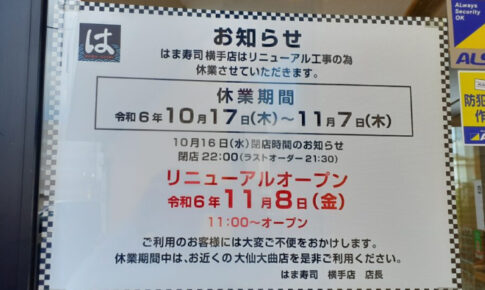 は
お知らせ
はま寿司 横手店はリニューアル工事の為
休業させていただきます。
休業期間
令和6年 10月17日(木)～11月7日(木)
10月16日(水)閉店時間のお知らせ
閉店 22:00(ラストオーダー 21:30)
リニューアルオープン
令和6年 11月8日(金)
11:00～オープン
ご利用のお客様には大変ご不便をおかけします。
休業期間中は、お近くの 大仙大曲店を是非ご利用ください。
はま寿司 横手店 店長
ALways
Security
OK
防犯